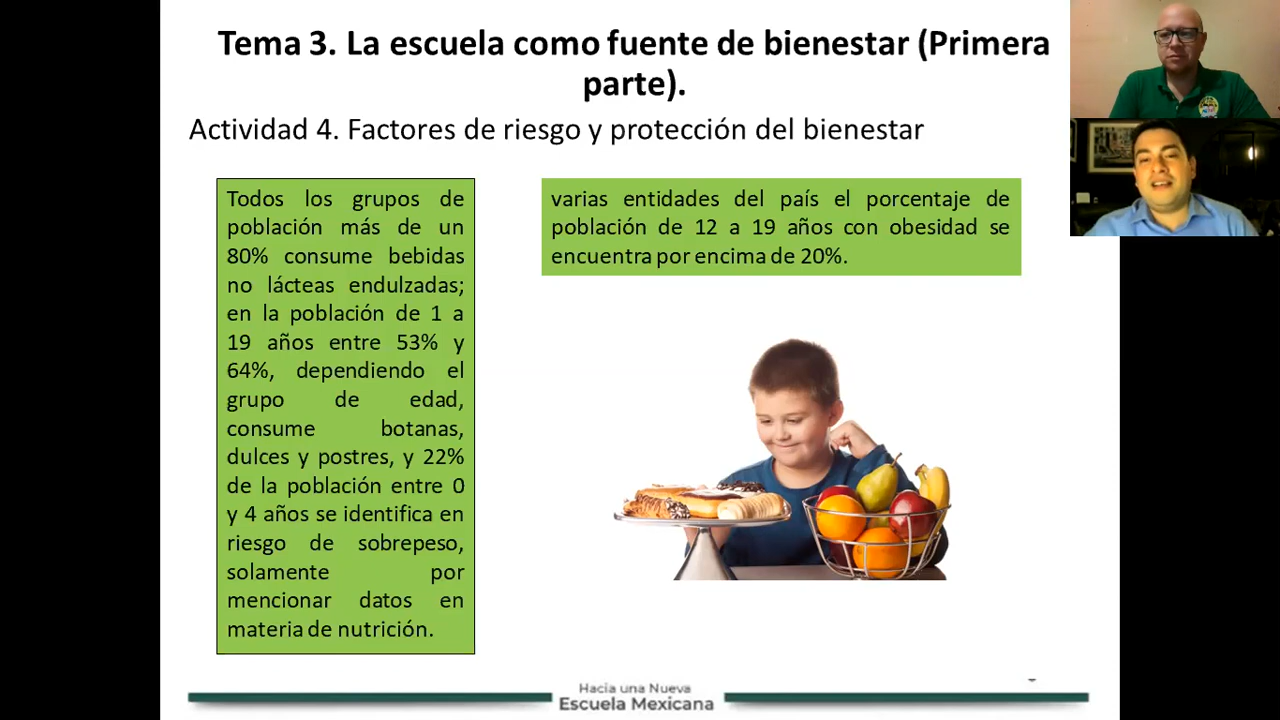 Tema 3. La escuela como fuente de bienestar (Primera
parte).
Actividad 4. Factores de riesgo y protección del bienestar
Todos los grupos de
población más de un
80% consume bebidas
no lácteas endulzadas;
en la población de 1 a
19 años entre 53% y
64%, dependiendo el
grupo de edad,
consume botanas,
dulces y postres, y 22%
de la población entre 0
y 4 años se identifica en
riesgo de sobrepeso,
solamente por
mencionar datos en
materia de nutrición.
varias entidades del país el porcentaje de
población de 12 a 19 años con obesidad se
encuentra por encima de 20%.
Hacia una Nueva
Escuela Mexicana